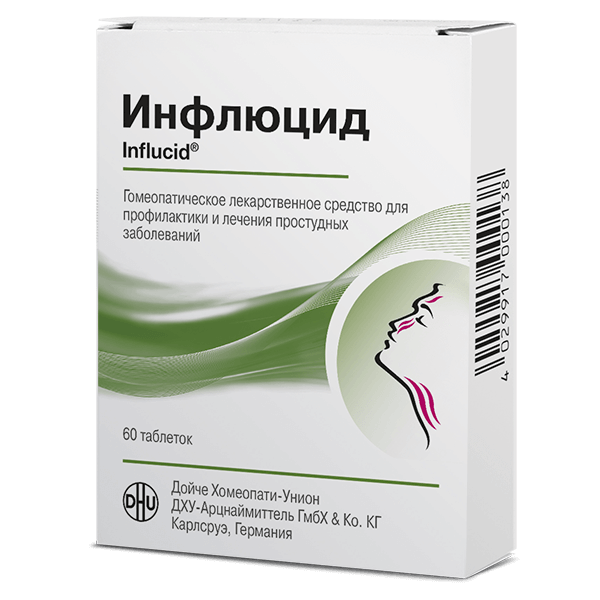 Инфлюцид
Influcid®
Гомеопатическое лекарственное средство для
профилактики и лечения простудных
заболеваний
60 таблеток
DHU
Дойче Хомеопати-Унион
ДХУ-Арцнаймиттель ГмбХ & Ко. КГ
Карлсруэ, Германия
4 029917 000138